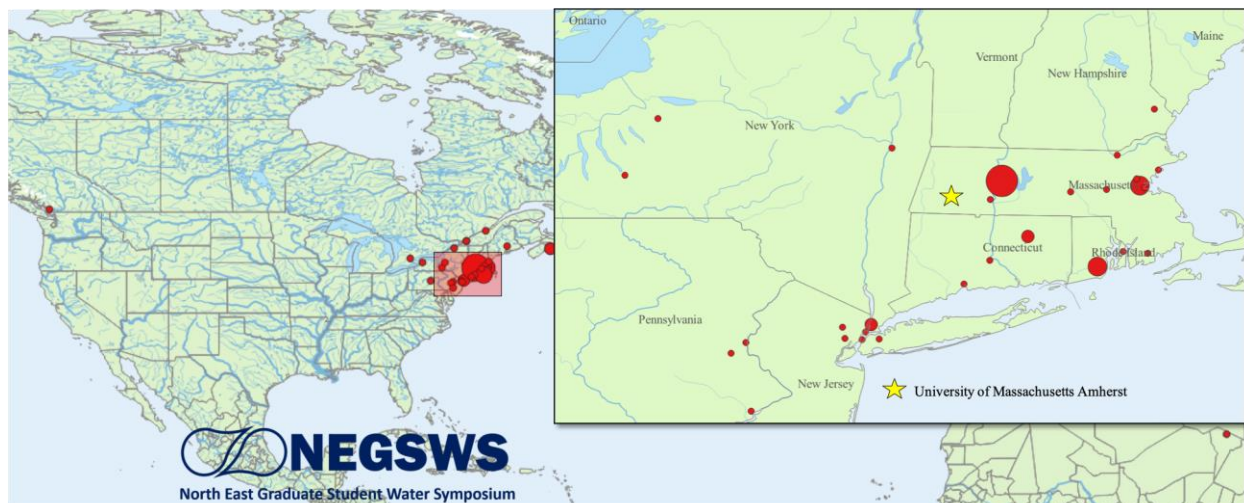 Ontario
Vermont
Maine
New Hampshire
New York
Massachusetts
Connecticut
Rhode Island
Pennsylvania
New Jersey
University of Massachusetts Amherst
NEGSWS
North East Graduate Student Water Symposium